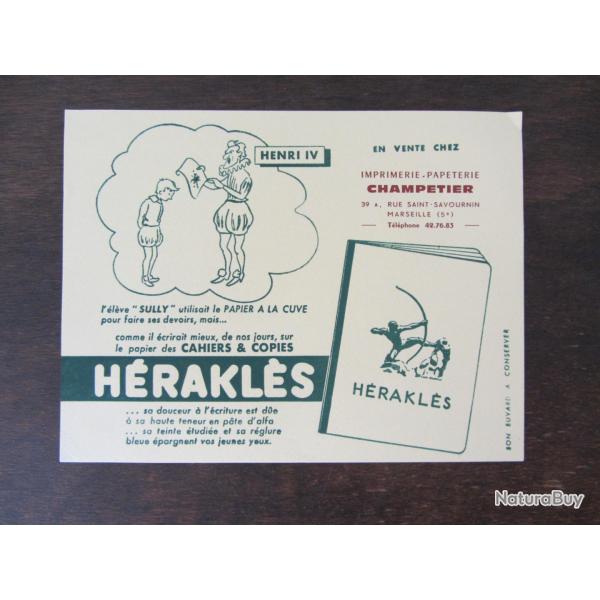 HENRI IV
EN VENTE CHEZ
IMPRIMERIE - PAPETERIE
CHAMPETIER
39 A, RUE SAINT-SAVOURNIN
MARSEILLE (5e)
Téléphone 42.76.83
l'élève "SULLY" utilisait le PAPIER A LA CUVE
pour faire ses devoirs, mais...
comme il écrirait mieux, de nos jours, sur
le papier des CAHIERS & COPIES
HÉRAKLÈS
... sa douceur à l'écriture est dûe
à sa haute teneur en pâte d'alfa
... sa teinte étudiée et sa réglure
bleue épargnent vos jeunes yeux.
HÉRAKLÈS
BON BUVARD A CONSERVER
NaturaBuy